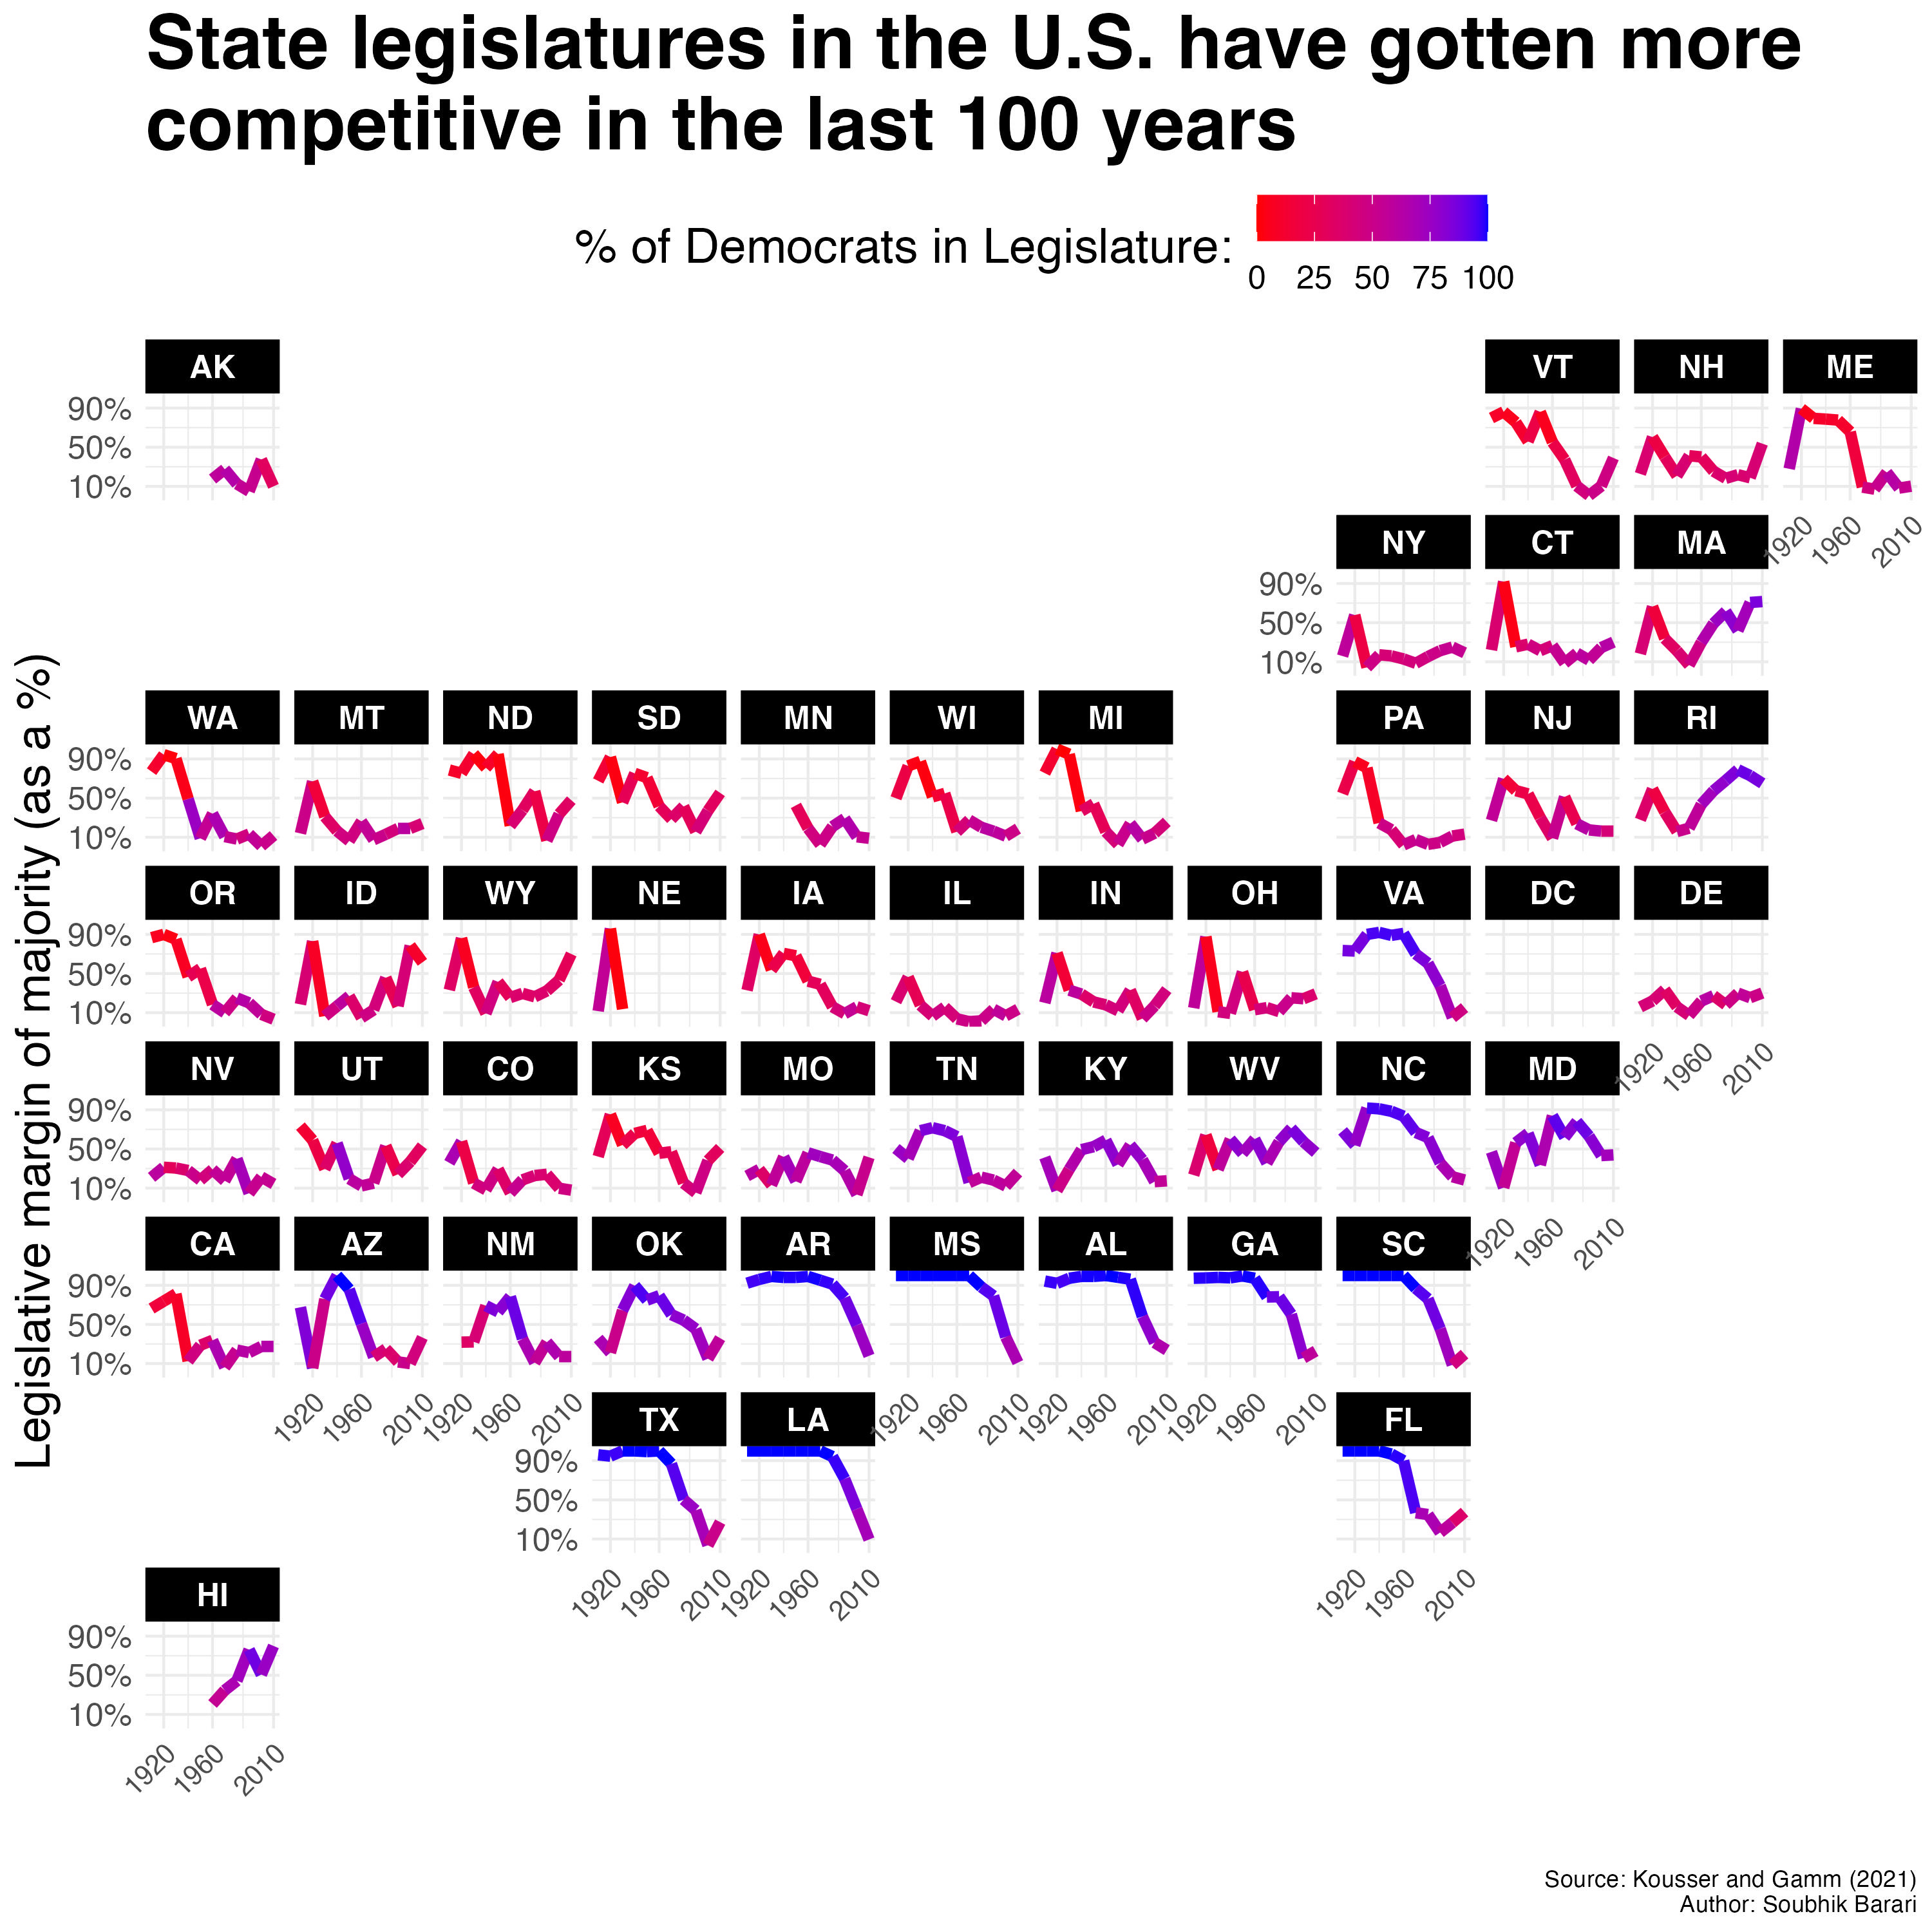 State legislatures in the U.S. have gotten more
competitive in the last 100 years
% of Democrats in Legislature:
0 25 50 75 100
Legislative margin of majority (as a %)
AK VT NH ME
90%
50%
10%
1920 1960 2010
NY CT MA
90%
50%
10%
WA MT ND SD MN WI MI PA NJ RI
90%
50%
10%
OR ID WY NE IA IL IN OH VA DC DE
90%
50%
10%
1920 1960 2010
NV UT CO KS MO TN KY WV NC MD
90%
50%
10%
1920 1960 2010
CA AZ NM OK AR MS AL GA SC
90%
50%
10%
1920 1960 2010 1920 1960 2010 1920 1960 2010 1920 1960 2010 1920 1960 2010
TX LA FL
90%
50%
10%
1920 1960 2010 1920 1960 2010 1920 1960 2010
HI
90%
50%
10%
1920 1960 2010
Source: Kousser and Gamm (2021)
Author: Soubhik Barari